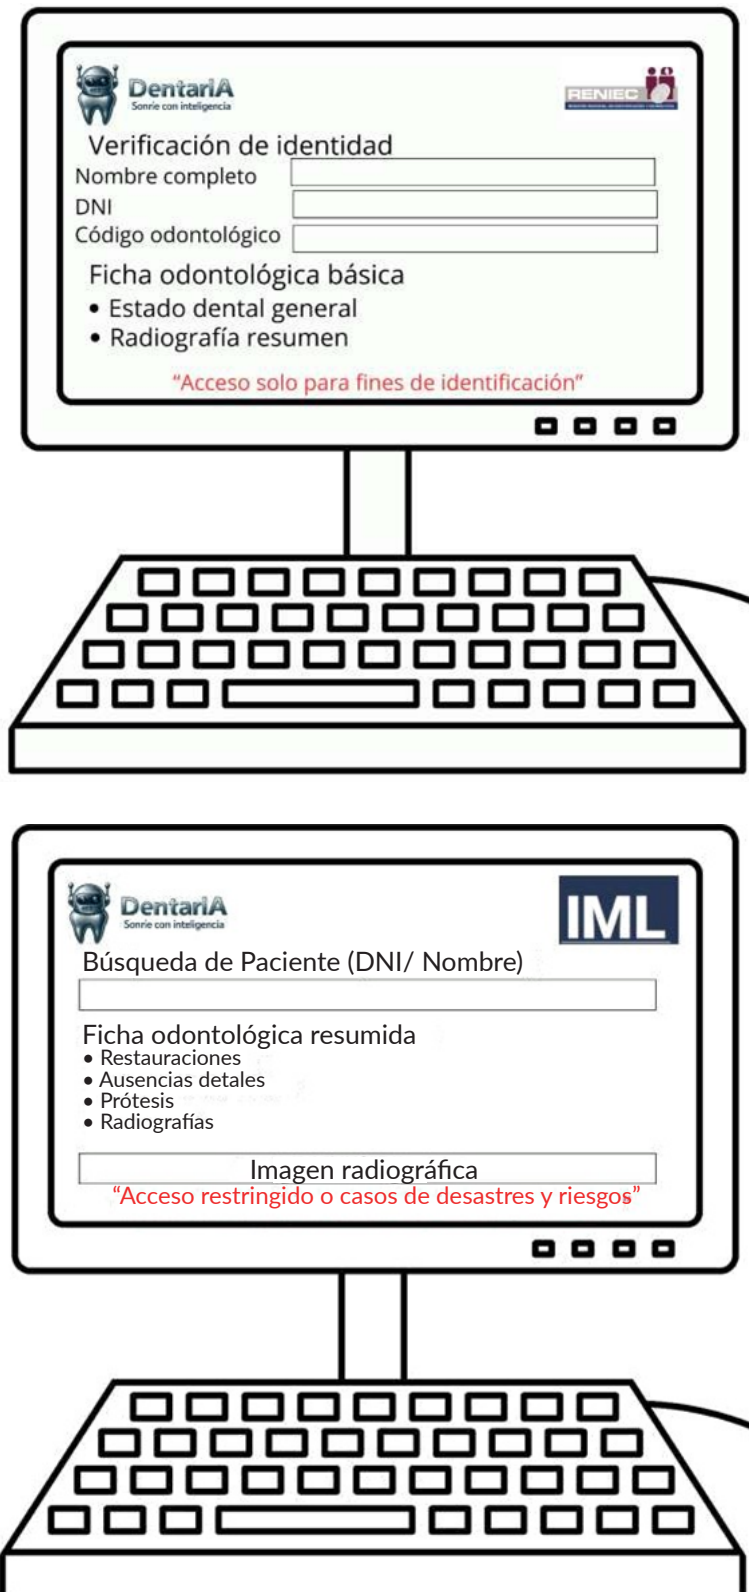 DentarIA
Sonríe con inteligencia
RENIEC
Verificación de identidad
Nombre completo
DNI
Código odontológico
Ficha odontológica básica
• Estado dental general
• Radiografía resumen
“Acceso solo para fines de identificación”
DentarIA
Sonríe con inteligencia
IML
Búsqueda de Paciente (DNI/ Nombre)
Ficha odontológica resumida
• Restauraciones
• Ausencias detales
• Prótesis
• Radiografías
Imagen radiográfica
“Acceso restringido o casos de desastres y riesgos”